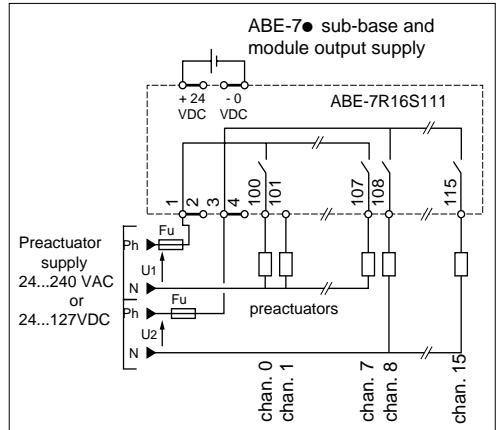 ABE-7● sub-base and
module output supply
+ 24
VDC
- 0
VDC
ABE-7R16S111
1
2
3
4
100
101
107
108
115
Preactuator
supply
24...240 VAC
or
24...127VDC
Ph
Fu
U1
N
Fu
Ph
U2
N
preactuators
chan. 0
chan. 1
chan. 7
chan. 8
chan. 15